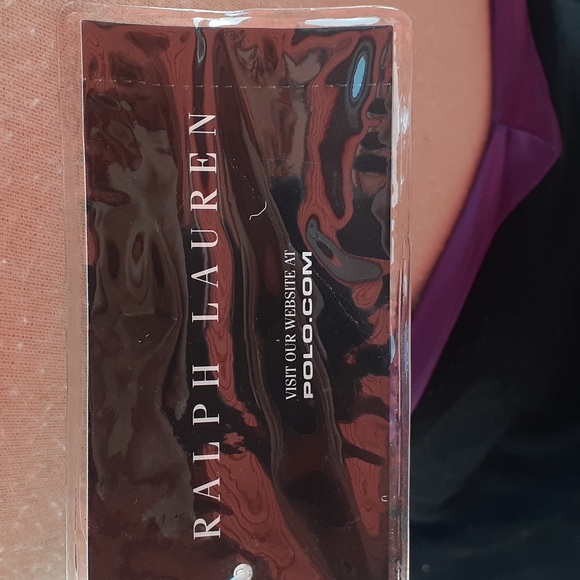 RALPH LAUREN
VISIT OUR WEBSITE AT
POLO.COM